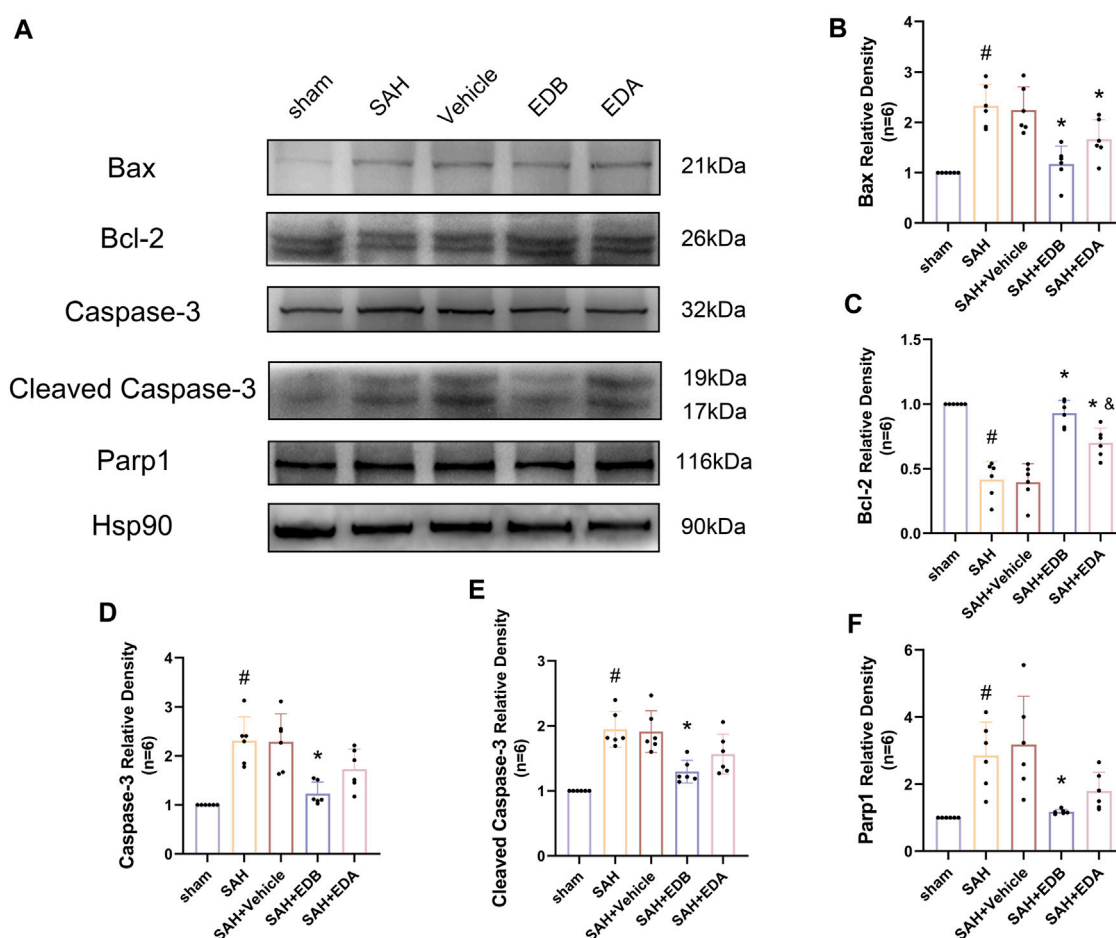 A
sham SAH Vehicle EDB EDA
Bax 21kDa
Bcl-2 26kDa
Caspase-3 32kDa
Cleaved Caspase-3 19kDa
17kDa
Parp1 116kDa
Hsp90 90kDa
B
Bax Relative Density
(n=6)
4
3
2
1
0
#
*
*
sham SAH SAH+Vehicle SAH+EDB SAH+EDA
C
Bcl-2 Relative Density
(n=6)
1.5
1.0
0.5
0.0
#
*
* &
sham SAH SAH+Vehicle SAH+EDB SAH+EDA
D
Caspase-3 Relative Density
(n=6)
4
3
2
1
0
#
*
sham SAH SAH+Vehicle SAH+EDB SAH+EDA
E
Cleaved Caspase-3 Relative Density
(n=6)
3
2
1
0
#
*
sham SAH SAH+Vehicle SAH+EDB SAH+EDA
F
Parp1 Relative Density
(n=6)
6
4
2
0
#
*
sham SAH SAH+Vehicle SAH+EDB SAH+EDA